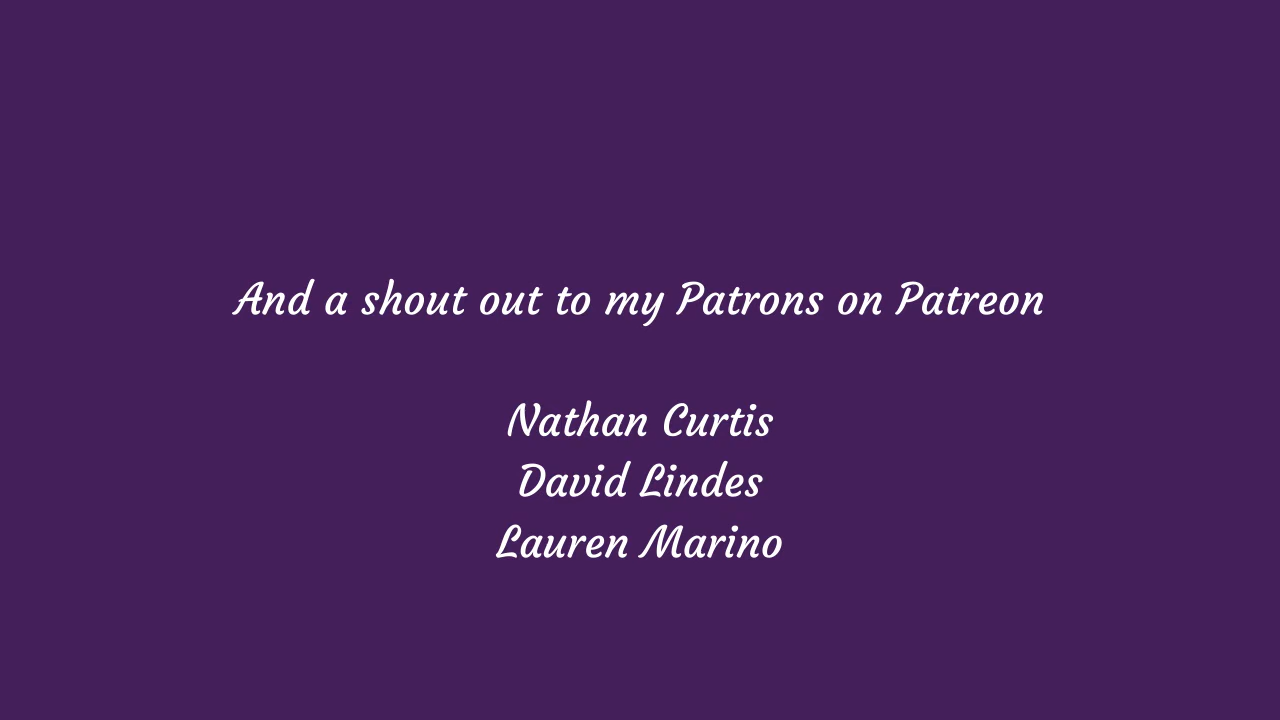 And a shout out to my Patrons on Patreon
Nathan Curtis
David Lindes
Lauren Marino